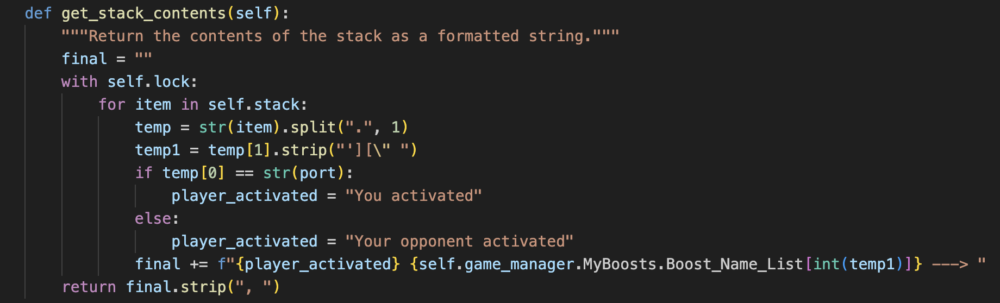 def get_stack_contents(self):
    """Return the contents of the stack as a formatted string."""
    final = ""
    with self.lock:
        for item in self.stack:
            temp = str(item).split(".", 1)
            temp1 = temp[1].strip("'][\" ")
            if temp[0] == str(port):
                player_activated = "You activated"
            else:
                player_activated = "Your opponent activated"
            final += f"{player_activated} {self.game_manager.MyBoosts.Boost_Name_List[int(temp1)]} ---> "
    return final.strip(", ")